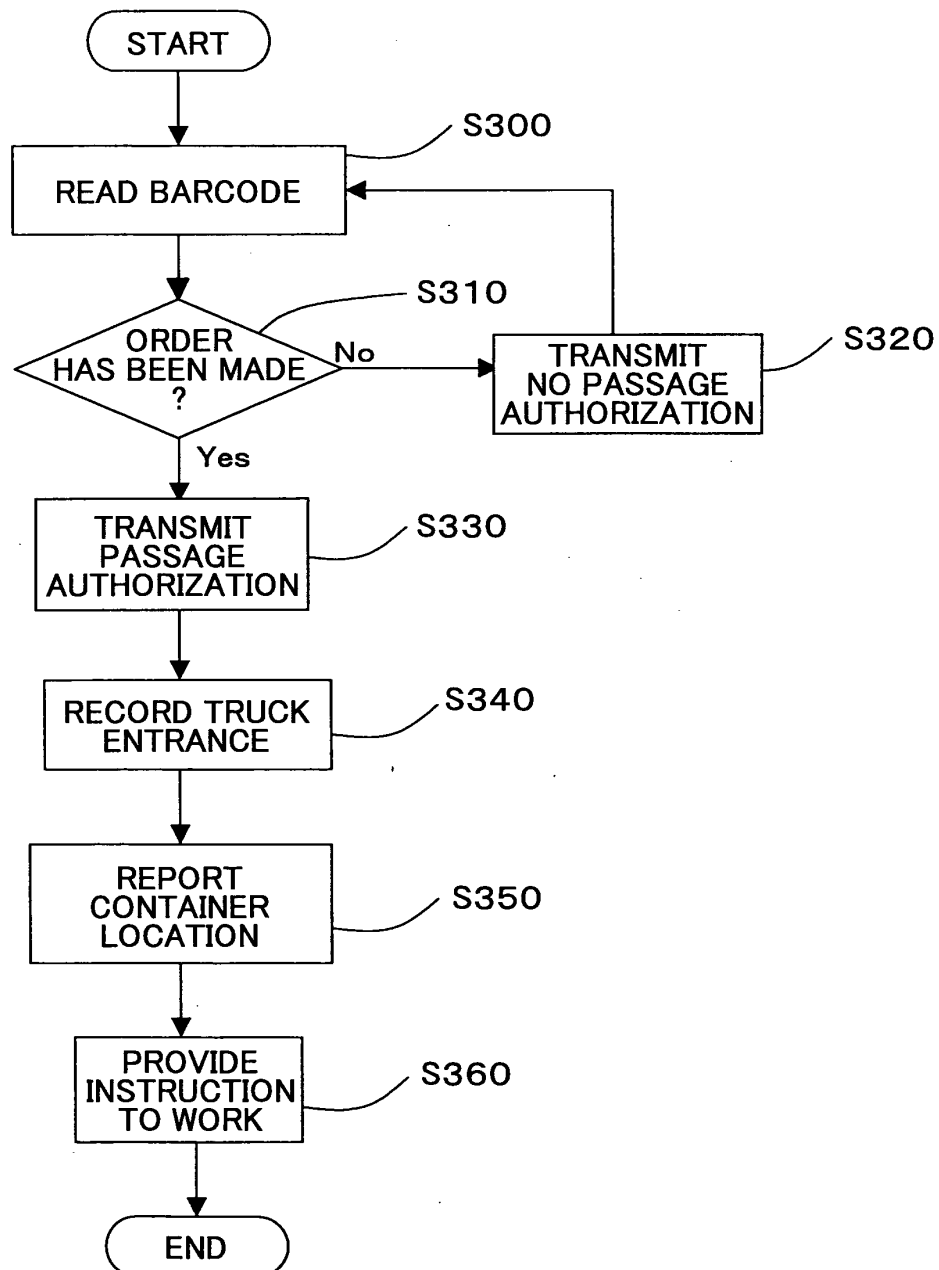 START
S300
READ BARCODE
S310
ORDER
HAS BEEN MADE
?
No
S320
TRANSMIT
NO PASSAGE
AUTHORIZATION
Yes
TRANSMIT
PASSAGE
AUTHORIZATION
S330
RECORD TRUCK
ENTRANCE
S340
REPORT
CONTAINER
LOCATION
S350
PROVIDE
INSTRUCTION
TO WORK
S360
END